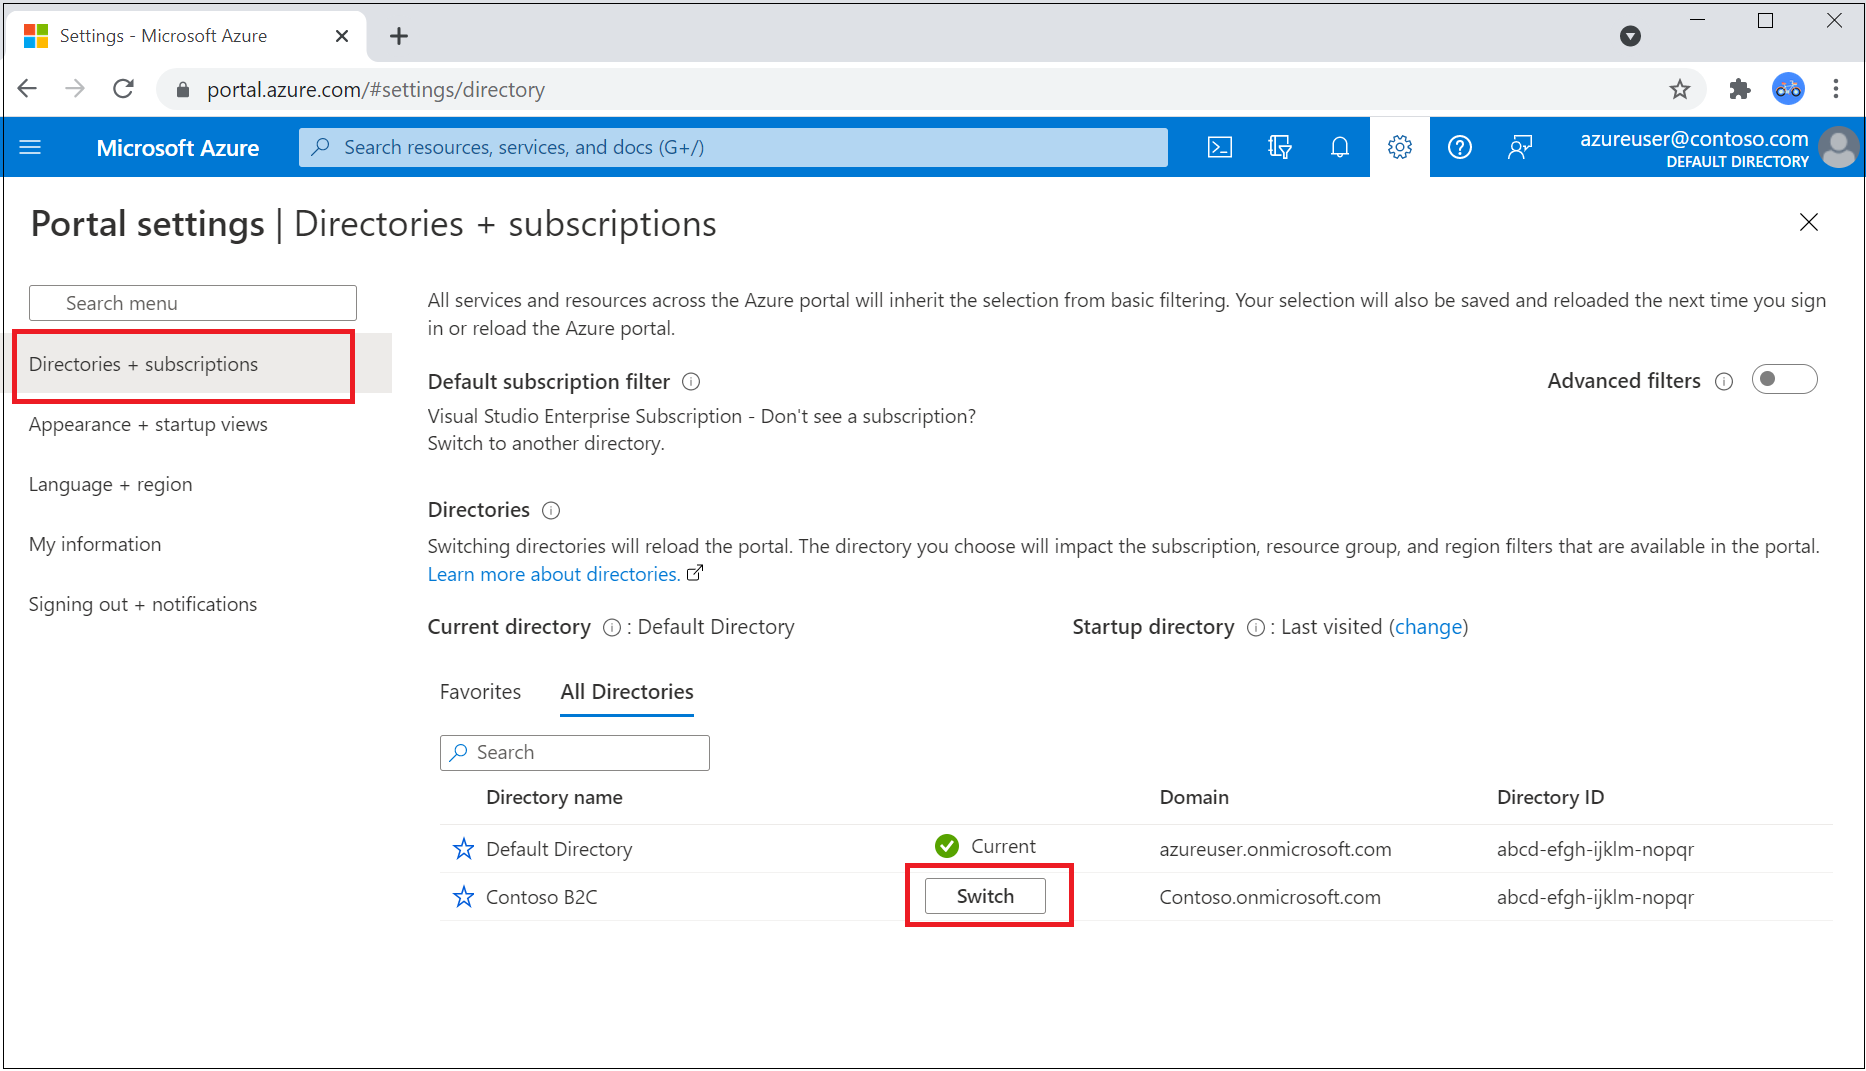 Settings - Microsoft Azure
portal.azure.com/#settings/directory
Microsoft Azure
Search resources, services, and docs (G+/)
azureuser@contoso.com
DEFAULT DIRECTORY
Portal settings | Directories + subscriptions
Search menu
Directories + subscriptions
Appearance + startup views
Language + region
My information
Signing out + notifications
All services and resources across the Azure portal will inherit the selection from basic filtering. Your selection will also be saved and reloaded the next time you sign
in or reload the Azure portal.
Default subscription filter
Advanced filters
Visual Studio Enterprise Subscription - Don't see a subscription?
Switch to another directory.
Directories
Switching directories will reload the portal. The directory you choose will impact the subscription, resource group, and region filters that are available in the portal.
Learn more about directories.
Current directory : Default Directory
Startup directory : Last visited (change)
Favorites All Directories
Search
Directory name Domain Directory ID
Default Directory Current azureuser.onmicrosoft.com abcd-efgh-ijklm-nopqr
Contoso B2C Switch Contoso.onmicrosoft.com abcd-efgh-ijklm-nopqr